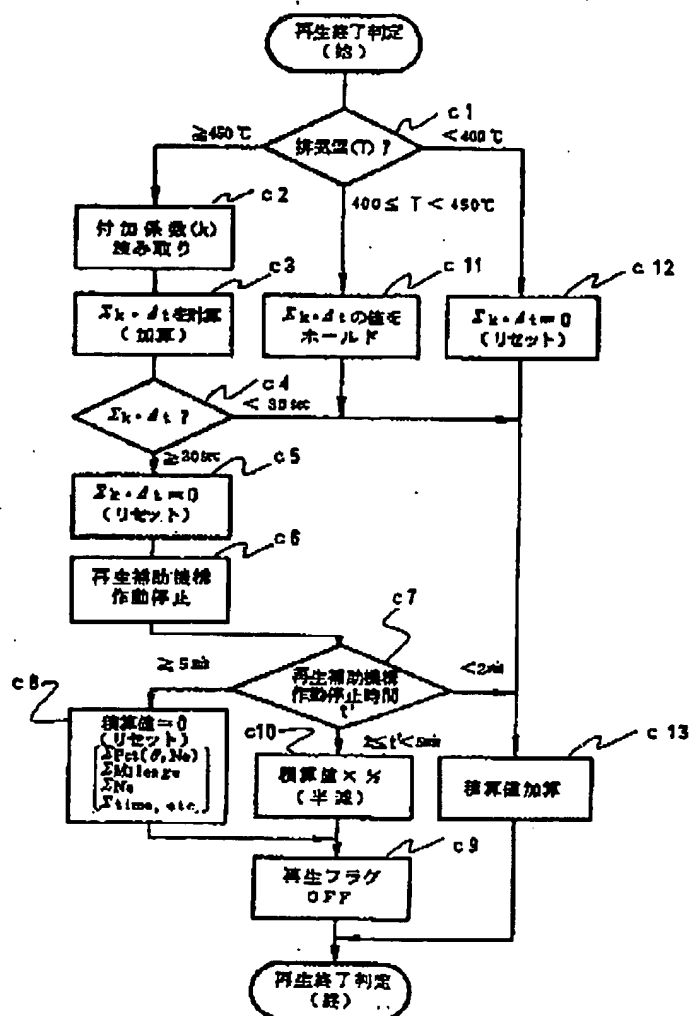 再生終了判定
(始)
c1
≧450℃
排気温(T)?
<400℃
c2
400≦T<450℃
付加係数(k)
読み取り
c3
c11
c12
Σk・Δtを計算
(加算)
Σk・Δtの値を
ホールド
Σk・Δt=0
(リセット)
c4
Σk・Δt?
c5
Σk・Δt=0
(リセット)
c6
再生補助機構
作動停止
c7
≧5min
再生補助機構
作動停止時間
t'
<2min
c8
積算値=0
(リセット)
ΣPct(θ,Ne)
ΣMileage
ΣNe
Σtime, etc
c10
2≦t'<5min
積算値×½
(半減)
c13
積算値加算
c9
再生フラグ
OFF
再生終了判定
(終)